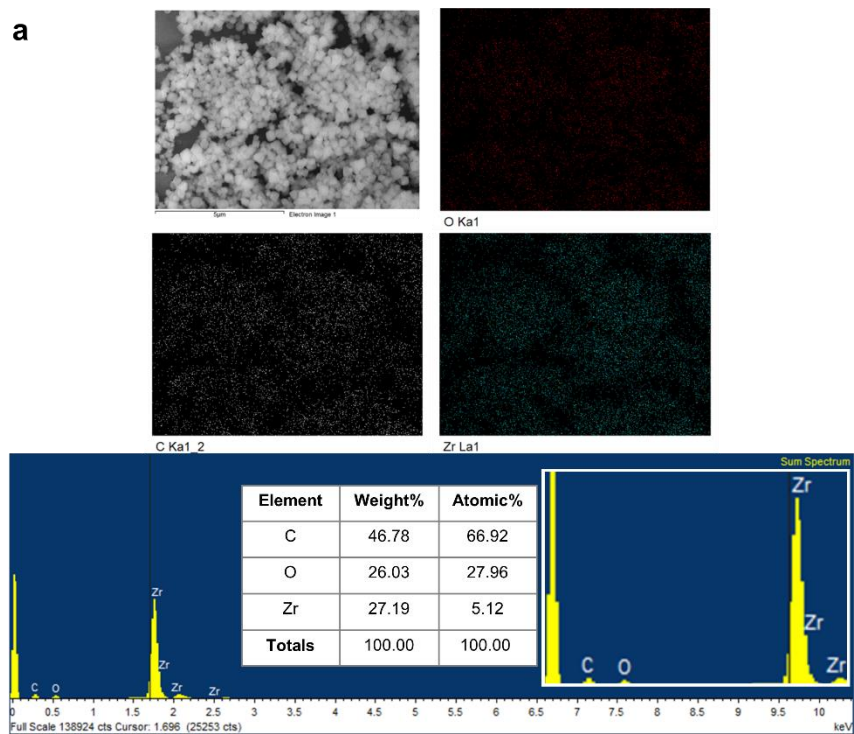 a
5µm
Electron Image 1
O Ka1
C Ka1_2
Zr La1
Sum Spectrum
Element Weight% Atomic%
C 46.78 66.92
O 26.03 27.96
Zr 27.19 5.12
Totals 100.00 100.00
Zr
Zr
C O Zr
C O Zr Zr Zr Zr
0 0.5 1 1.5 2 2.5 3 3.5 4 4.5 5 5.5 6 6.5 7 7.5 8 8.5 9 9.5 10
Full Scale 138924 cts Cursor: 1.696 (25253 cts) keV